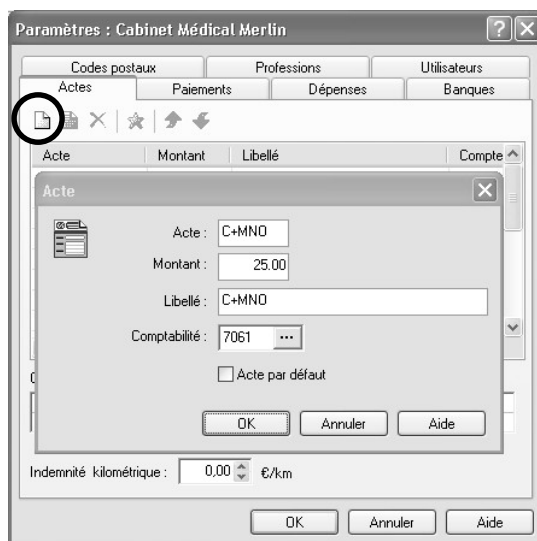 Paramètres : Cabinet Médical Merlin
Codes postaux Professions Utilisateurs
Actes Paiements Dépenses Banques
Acte Montant Libellé Compte
Acte
Acte : C+MNO
Montant : 25.00
Libellé : C+MNO
Comptabilité : 7061 ...
Acte par défaut
OK Annuler Aide
Indemnité kilométrique : 0,00 €/km
OK Annuler Aide